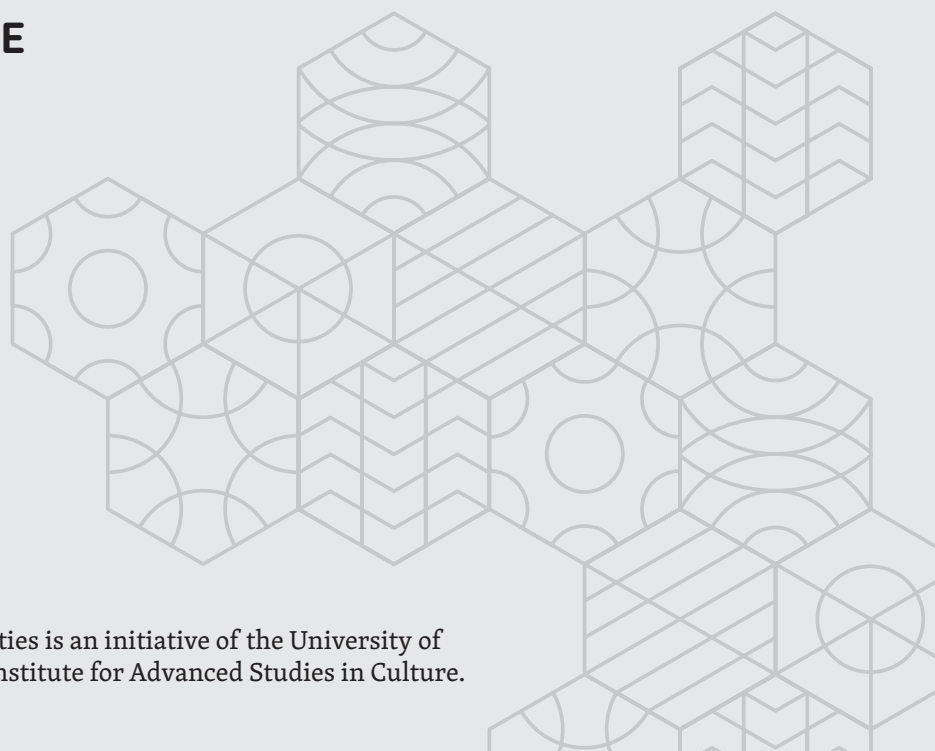 E
ties is an initiative of the University of
nstitute for Advanced Studies in Culture.